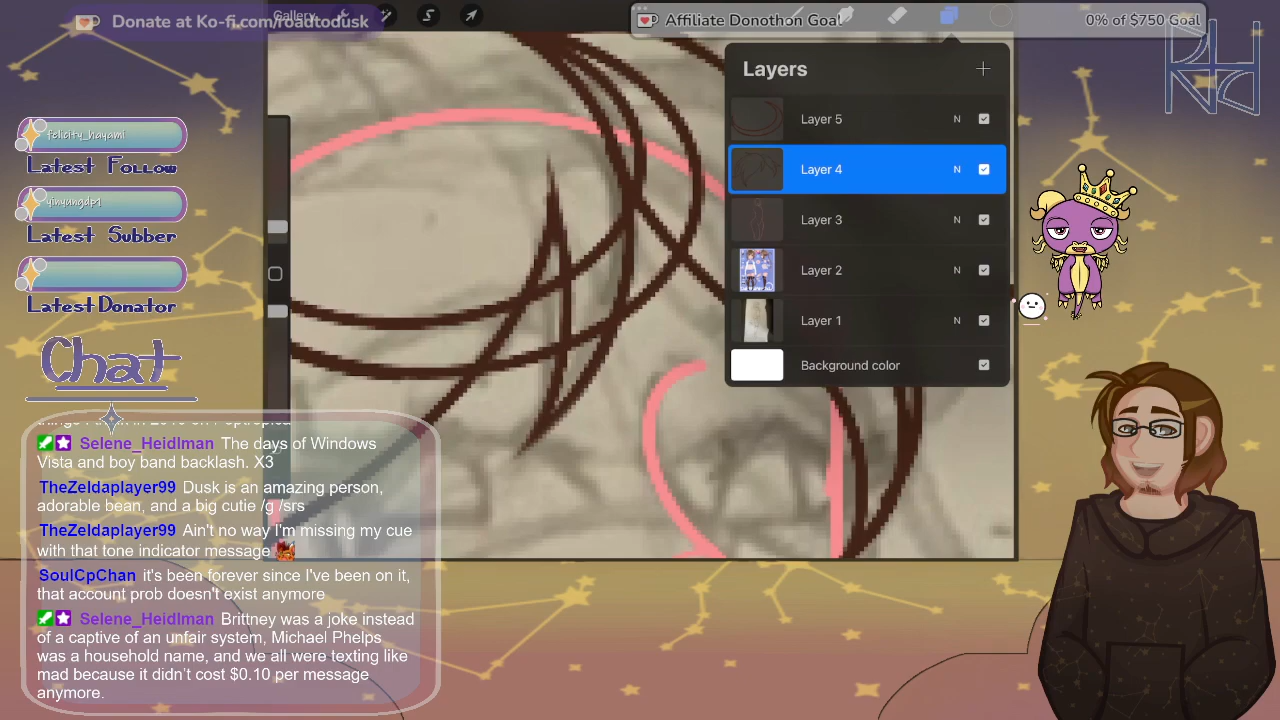 Donate at Ko-fi.com/roadtodusk
Gallery
Affiliate Donothon Goal
0% of $750 Goal
Layers
Layer 5
N
Layer 4
N
Layer 3
N
Layer 2
N
Layer 1
N
Background color
felicity_hayami
Latest Follow
yinyangdp1
Latest Subber
Latest Donator
Chat
Selene_Heidlman The days of Windows
Vista and boy band backlash. X3
TheZeldaplayer99 Dusk is an amazing person,
adorable bean, and a big cutie /g /srs
TheZeldaplayer99 Ain't no way I'm missing my cue
with that tone indicator message
SoulCpChan it's been forever since I've been on it,
that account prob doesn't exist anymore
Selene_Heidlman Brittney was a joke instead
of a captive of an unfair system, Michael Phelps
was a household name, and we all were texting like
mad because it didn't cost $0.10 per message
anymore.